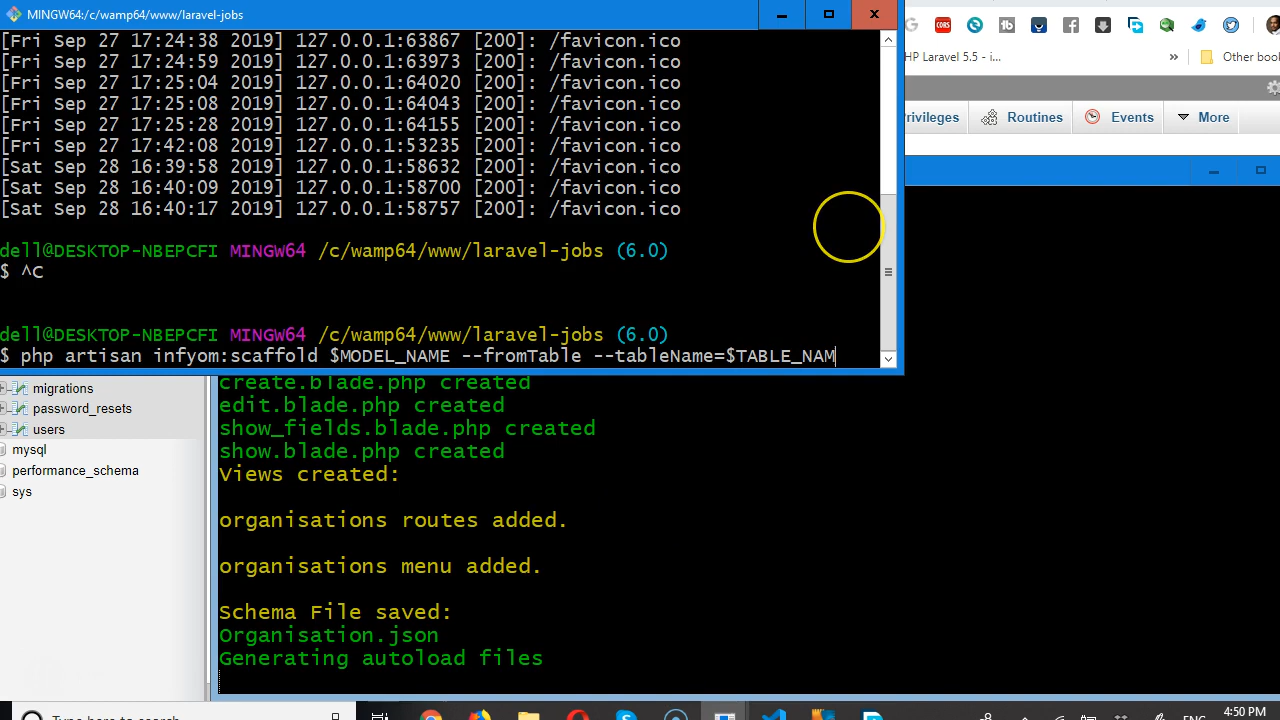 MINGW64:/c/wamp64/www/laravel-jobs
[Fri Sep 27 17:24:38 2019] 127.0.0.1:63867 [200]: /favicon.ico
[Fri Sep 27 17:24:59 2019] 127.0.0.1:63973 [200]: /favicon.ico
[Fri Sep 27 17:25:04 2019] 127.0.0.1:64020 [200]: /favicon.ico
[Fri Sep 27 17:25:08 2019] 127.0.0.1:64043 [200]: /favicon.ico
[Fri Sep 27 17:25:28 2019] 127.0.0.1:64155 [200]: /favicon.ico
[Fri Sep 27 17:42:08 2019] 127.0.0.1:53235 [200]: /favicon.ico
[Sat Sep 28 16:39:58 2019] 127.0.0.1:58632 [200]: /favicon.ico
[Sat Sep 28 16:40:09 2019] 127.0.0.1:58700 [200]: /favicon.ico
[Sat Sep 28 16:40:17 2019] 127.0.0.1:58757 [200]: /favicon.ico
dell@DESKTOP-NBEPCFI MINGW64 /c/wamp64/www/laravel-jobs (6.0)
$ ^C
dell@DESKTOP-NBEPCFI MINGW64 /c/wamp64/www/laravel-jobs (6.0)
$ php artisan infyom:scaffold $MODEL_NAME --fromTable --tableName=$TABLE_NAM
CORS
HP Laravel 5.5 - i...
» Other book
rivileges Routines Events More
migrations
password_resets
users
mysql
performance_schema
sys
create.blade.php created
edit.blade.php created
show_fields.blade.php created
show.blade.php created
Views created:
organisations routes added.
organisations menu added.
Schema File saved:
Organisation.json
Generating autoload files
Type here to search
ENG
4:50 PM